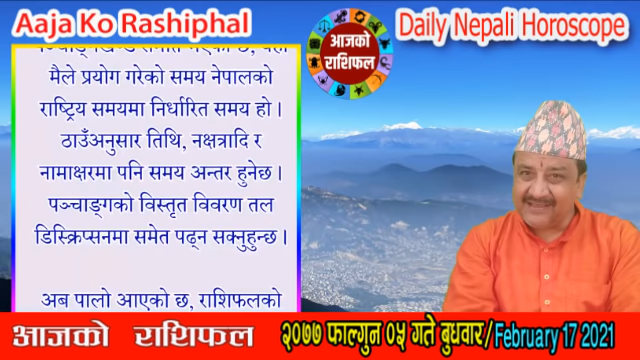 Aaja Ko Rashiphal
Daily Nepali Horoscope
आजको
राशिफल
मैले प्रयोग गरेको समय नेपालको
राष्ट्रिय समयमा निर्धारित समय हो ।
ठाउँअनुसार तिथि, नक्षत्रादि र
नामाक्षरमा पनि समय अन्तर हुनेछ ।
पञ्चाङ्गको विस्तृत विवरण तल
डिस्क्रिप्सनमा समेत पढ्न सक्नुहुन्छ ।
अब पालो आएको छ, राशिफलको
आजको राशिफल
२०७७ फाल्गुन ०५ गते बुधवार/February 17 2021